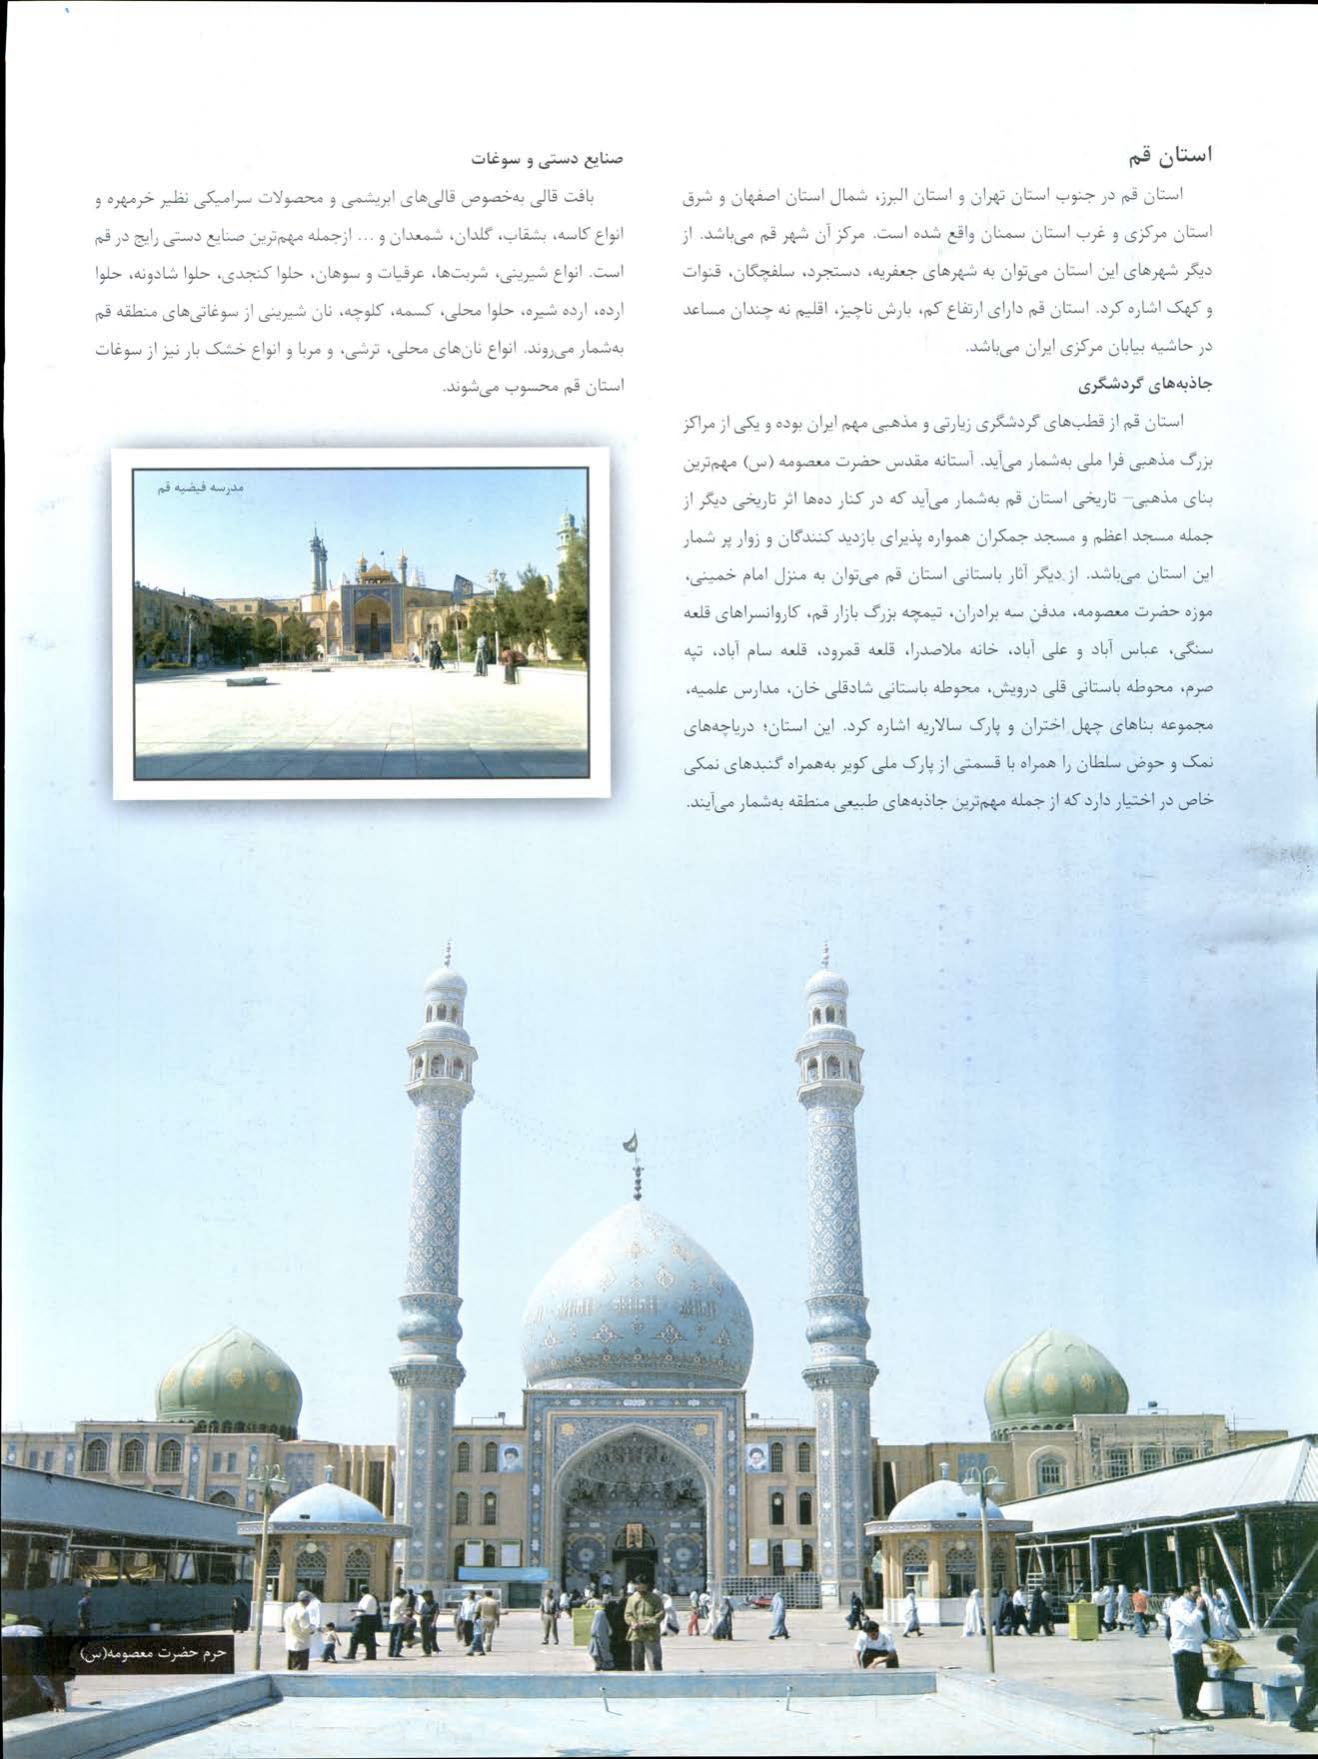 استان قم
استان قم در جنوب استان تهران و استان البرز، شمال استان اصفهان و شرق
استان مرکزی و غرب استان سمنان واقع شده است. مرکز آن شهر قم می‌باشد. از
دیگر شهرهای این استان می‌توان به شهرهای جعفریه، دستجرد، سلفچگان، قنوات
و کهک اشاره کرد. استان قم دارای ارتفاع کم، بارش ناچیز، اقلیم نه چندان مساعد
در حاشیه بیابان مرکزی ایران می‌باشد.
جاذبه‌های گردشگری
استان قم از قطب‌های گردشگری زیارتی و مذهبی مهم ایران بوده و یکی از مراکز
بزرگ مذهبی فرا ملی به‌شمار می‌آید. آستانه مقدس حضرت معصومه (س) مهم‌ترین
بنای مذهبی– تاریخی استان قم به‌شمار می‌آید که در کنار ده‌ها اثر تاریخی دیگر از
جمله مسجد اعظم و مسجد جمکران همواره پذیرای بازدید کنندگان و زوار پر شمار
این استان می‌باشد. از دیگر آثار باستانی استان قم می‌توان به منزل امام خمینی،
موزه حضرت معصومه، مدفن سه برادران، تیمچه بزرگ بازار قم، کاروانسراهای قلعه
سنگی، عباس آباد و علی آباد، خانه ملاصدرا، قلعه قمرود، قلعه سام آباد، تپه
صرم، محوطه باستانی قلی درویش، محوطه باستانی شادقلی خان، مدارس علمیه،
مجموعه بناهای چهل اختران و پارک سالاریه اشاره کرد. این استان؛ دریاچه‌های
نمک و حوض سلطان را همراه با قسمتی از پارک ملی کویر به‌همراه گنبدهای نمکی
خاص در اختیار دارد که از جمله مهم‌ترین جاذبه‌های طبیعی منطقه به‌شمار می‌آیند.
صنایع دستی و سوغات
بافت قالی به‌خصوص قالی‌های ابریشمی و محصولات سرامیکی نظیر خرمهره و
انواع کاسه، بشقاب، گلدان، شمعدان و ... ازجمله مهم‌ترین صنایع دستی رایج در قم
است. انواع شیرینی، شربت‌ها، عرقیات و سوهان، حلوا کنجدی، حلوا شادونه، حلوا
ارده، ارده شیره، حلوا محلی، کسمه، کلوچه، نان شیرینی از سوغاتی‌های منطقه قم
به‌شمار می‌روند. انواع نان‌های محلی، ترشی، و مربا و انواع خشک بار نیز از سوغات
استان قم محسوب می‌شوند.
مدرسه فیضیه قم
حرم حضرت معصومه(س)